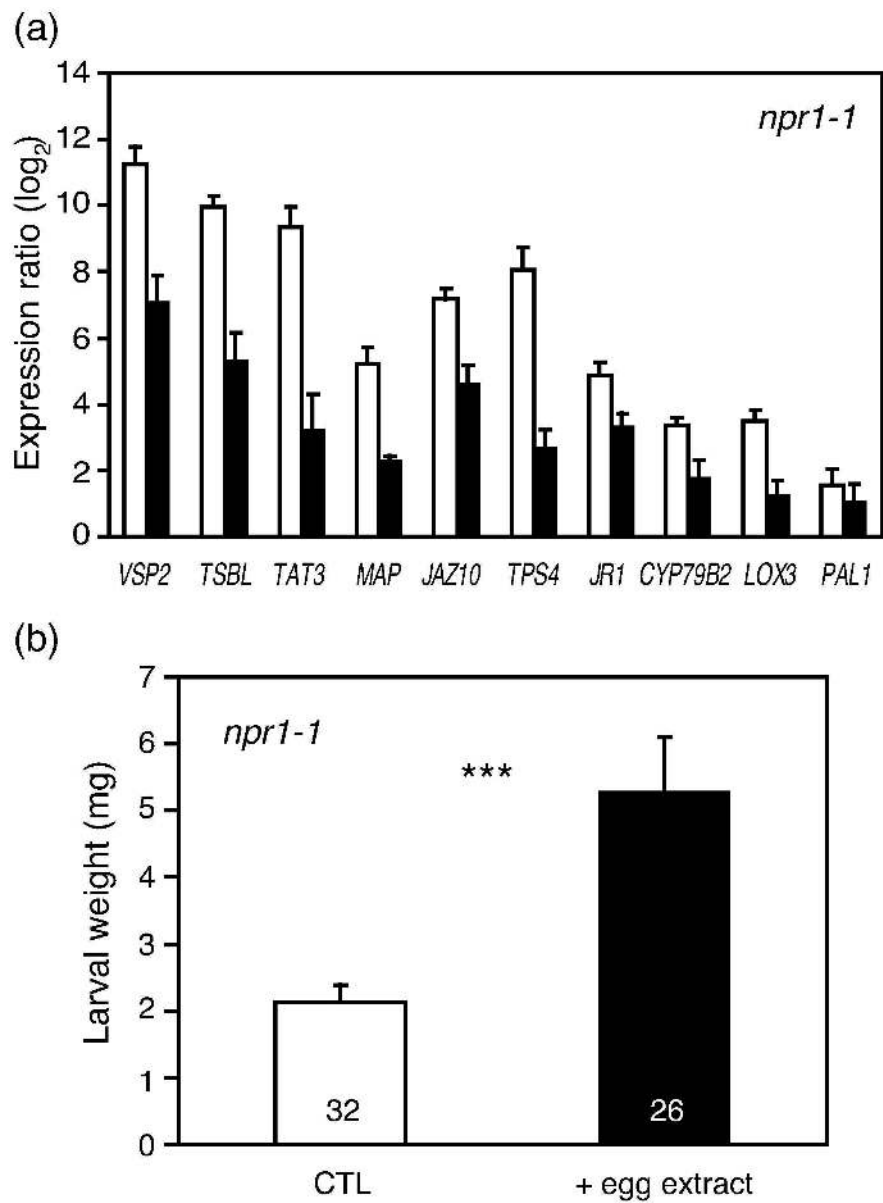 (a)
14
12
10
8
6
4
2
0
Expression ratio (log2)
npr1-1
VSP2 TSBL TAT3 MAP JAZ10 TPS4 JR1 CYP79B2 LOX3 PAL1
(b)
7
6
5
4
3
2
1
0
Larval weight (mg)
npr1-1
***
32 26
CTL + egg extract